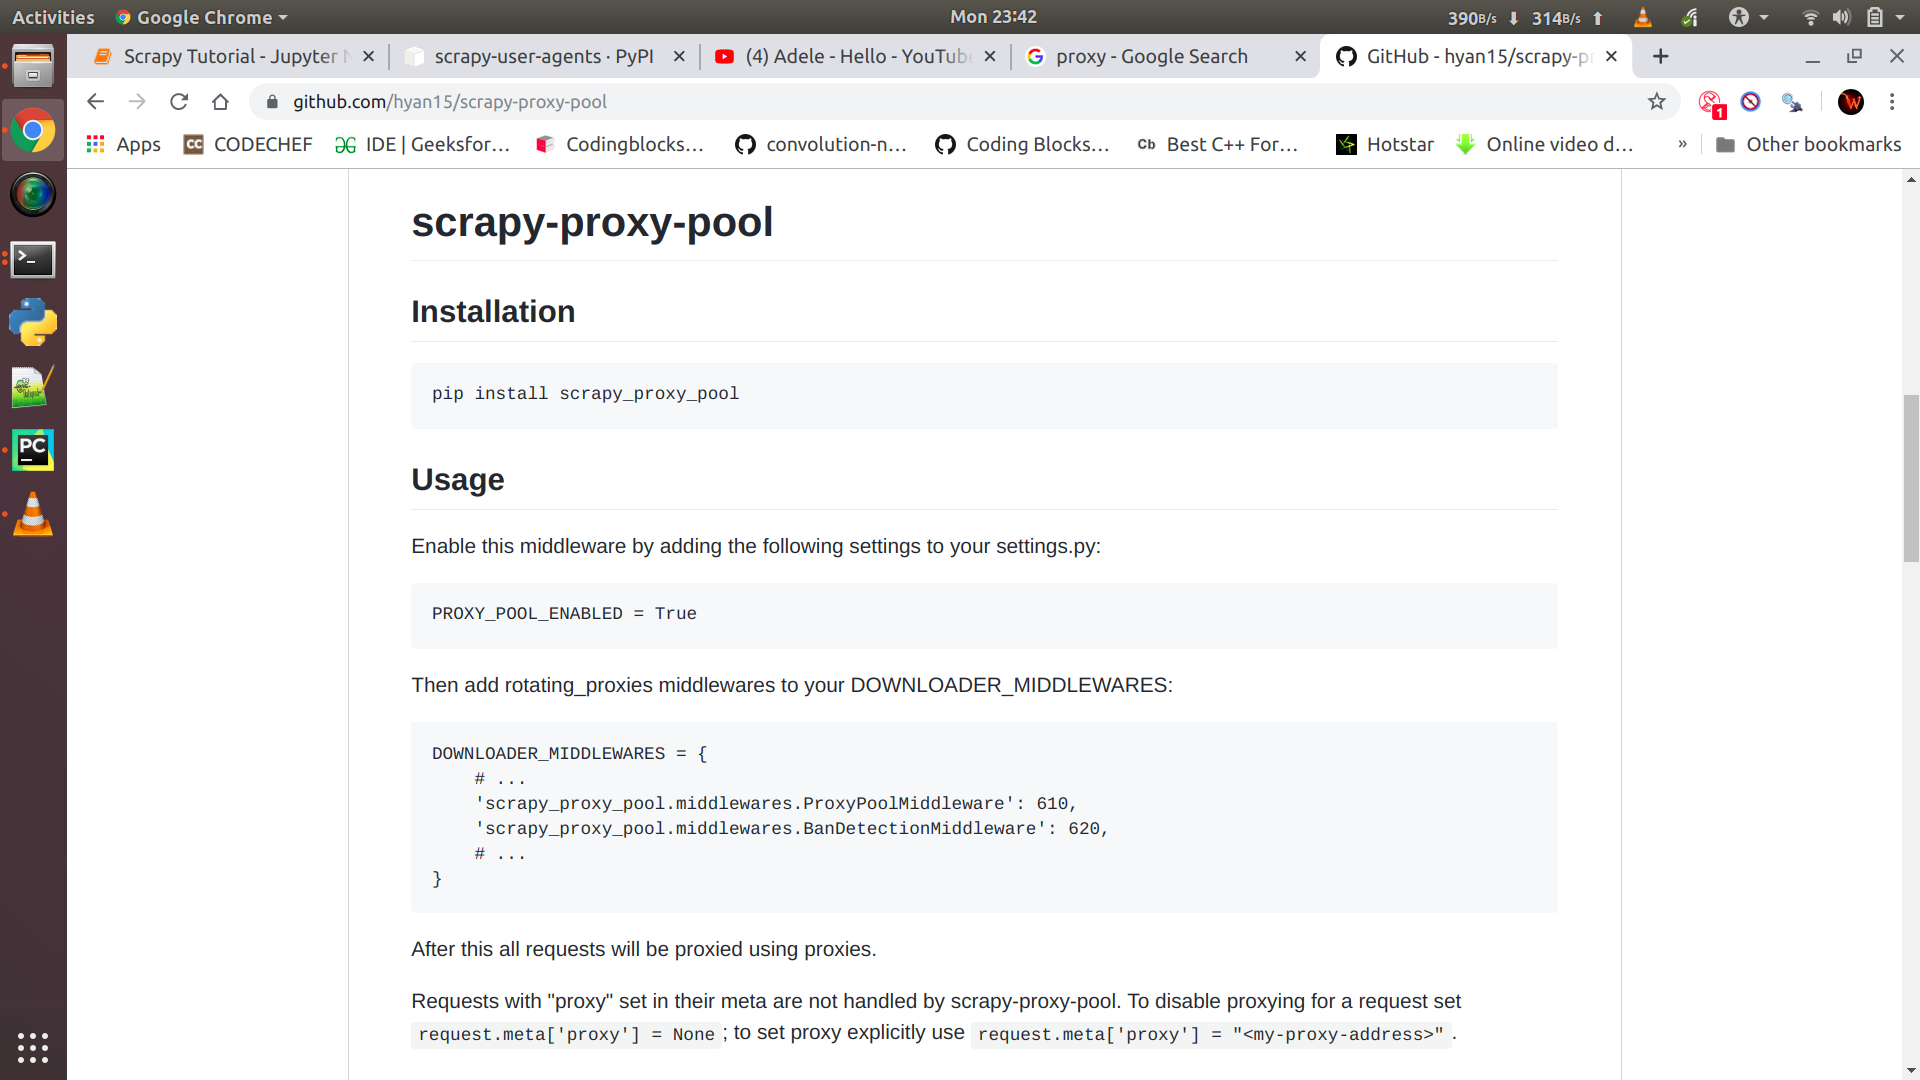 Activities
Google Chrome
Mon 23:42
390B/s
314B/s
Scrapy Tutorial - Jupyter N
scrapy-user-agents · PyPI
(4) Adele - Hello - YouTube
proxy - Google Search
GitHub - hyan15/scrapy-pr
github.com/hyan15/scrapy-proxy-pool
1
W
Apps
CC
CODECHEF
IDE | Geeksfor...
Codingblocks...
convolution-n...
Coding Blocks...
Cb
Best C++ For...
Hotstar
Online video d...
»
Other bookmarks
PC
scrapy-proxy-pool
Installation
pip install scrapy_proxy_pool
Usage
Enable this middleware by adding the following settings to your settings.py:
PROXY_POOL_ENABLED = True
Then add rotating_proxies middlewares to your DOWNLOADER_MIDDLEWARES:
DOWNLOADER_MIDDLEWARES = {
    # ...
    'scrapy_proxy_pool.middlewares.ProxyPoolMiddleware': 610,
    'scrapy_proxy_pool.middlewares.BanDetectionMiddleware': 620,
    # ...
}
After this all requests will be proxied using proxies.
Requests with "proxy" set in their meta are not handled by scrapy-proxy-pool. To disable proxying for a request set
request.meta['proxy'] = None ; to set proxy explicitly use request.meta['proxy'] = "<my-proxy-address>" .